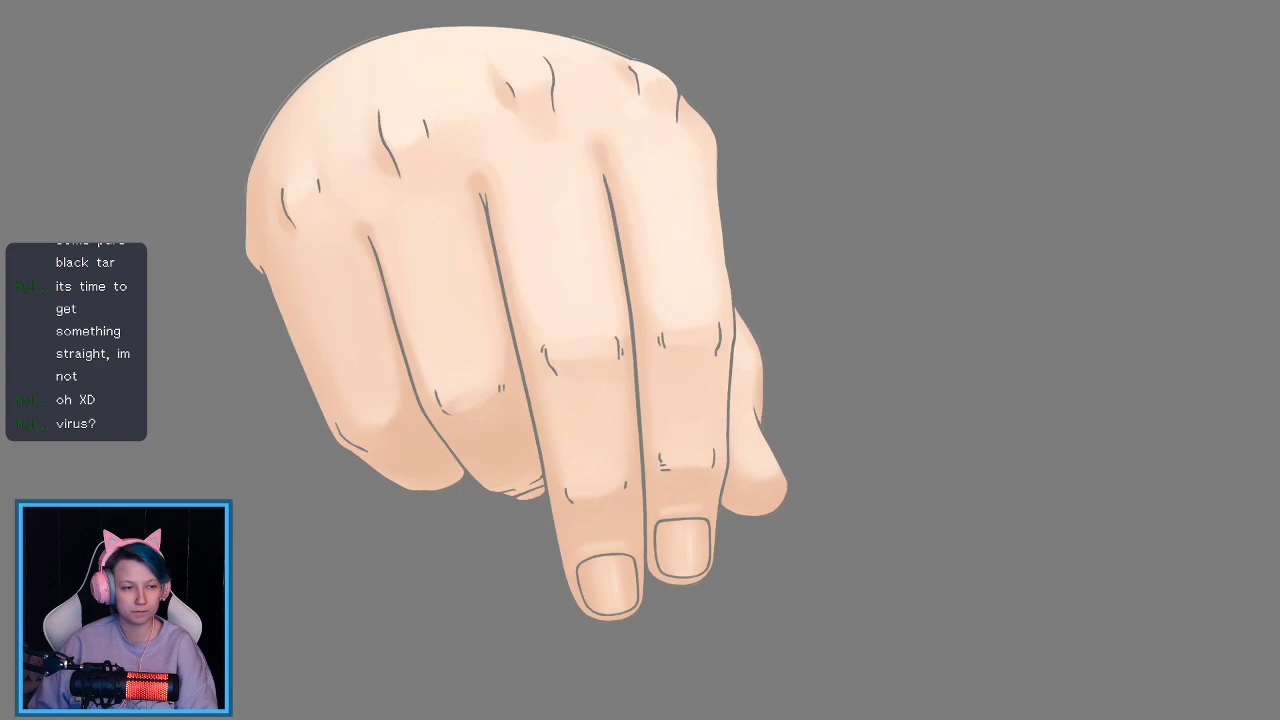 black tar
its time to
get
something
straight, im
not
oh XD
virus?